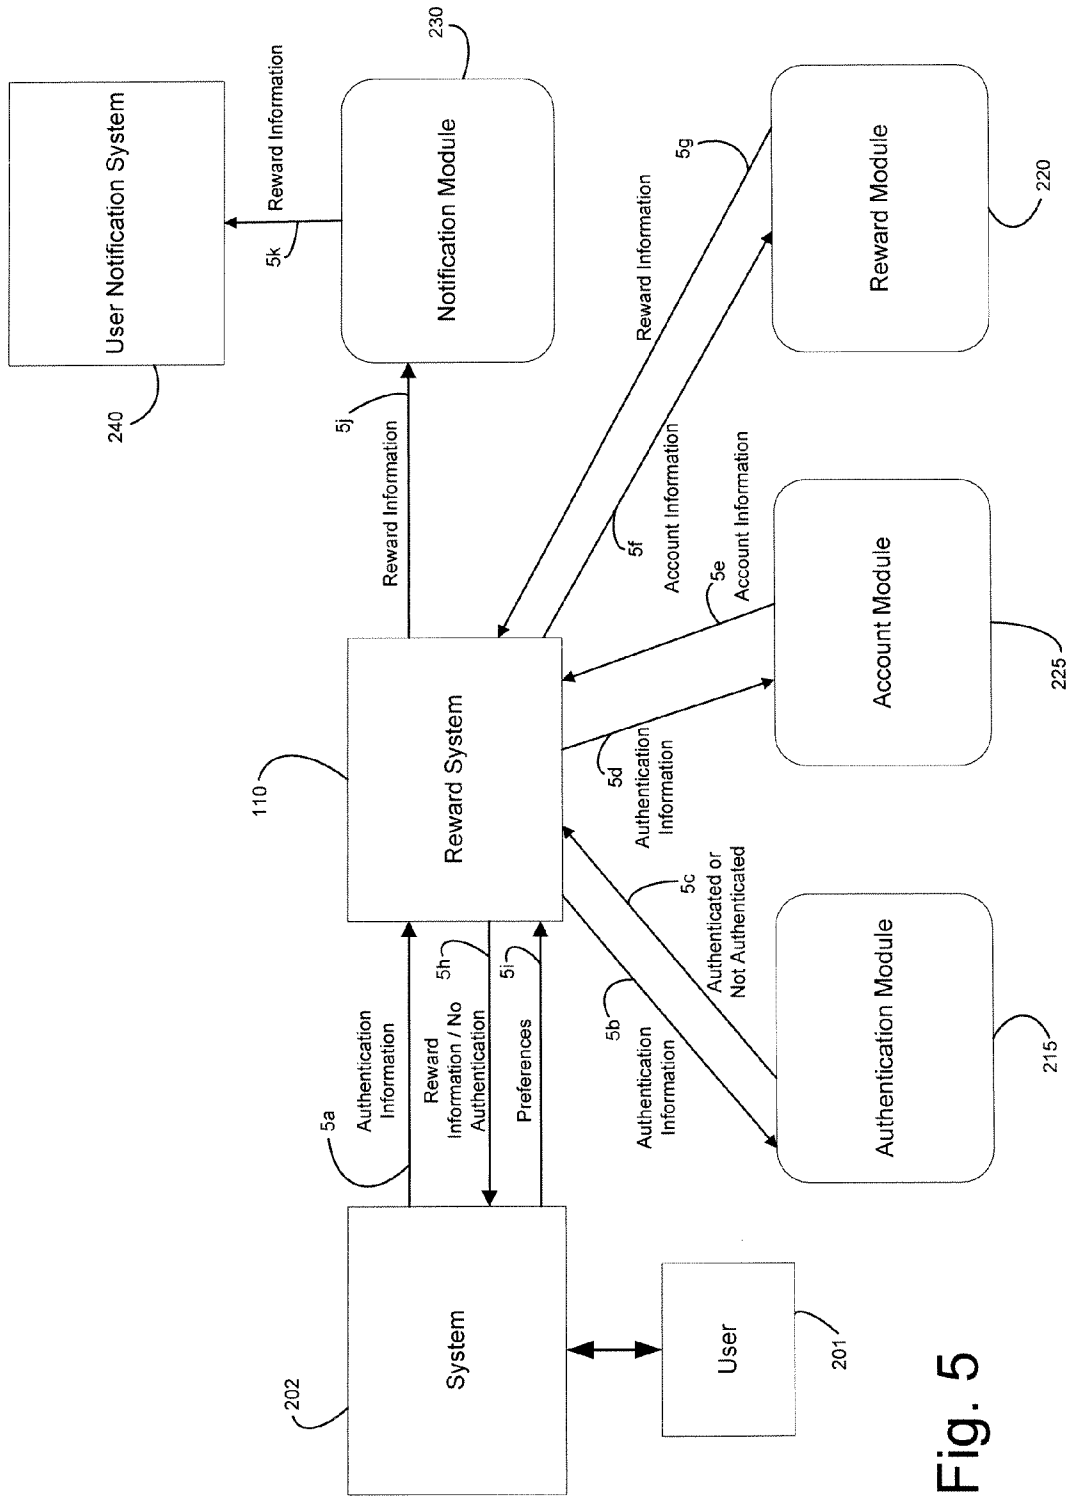 202
System
User
201
5a
Authentication
Information
Reward
Information / No
Authentication
5h
Preferences
5i
110
Reward System
Authentication
Information
5b
5c
Authenticated or
Not Authenticated
Authentication Module
215
5d
Authentication
Information
5e
Account Information
Account Module
225
5f
Account Information
Reward Information
5g
Reward Module
220
Reward Information
5j
Notification Module
230
5k
Reward Information
User Notification System
240
Fig. 5